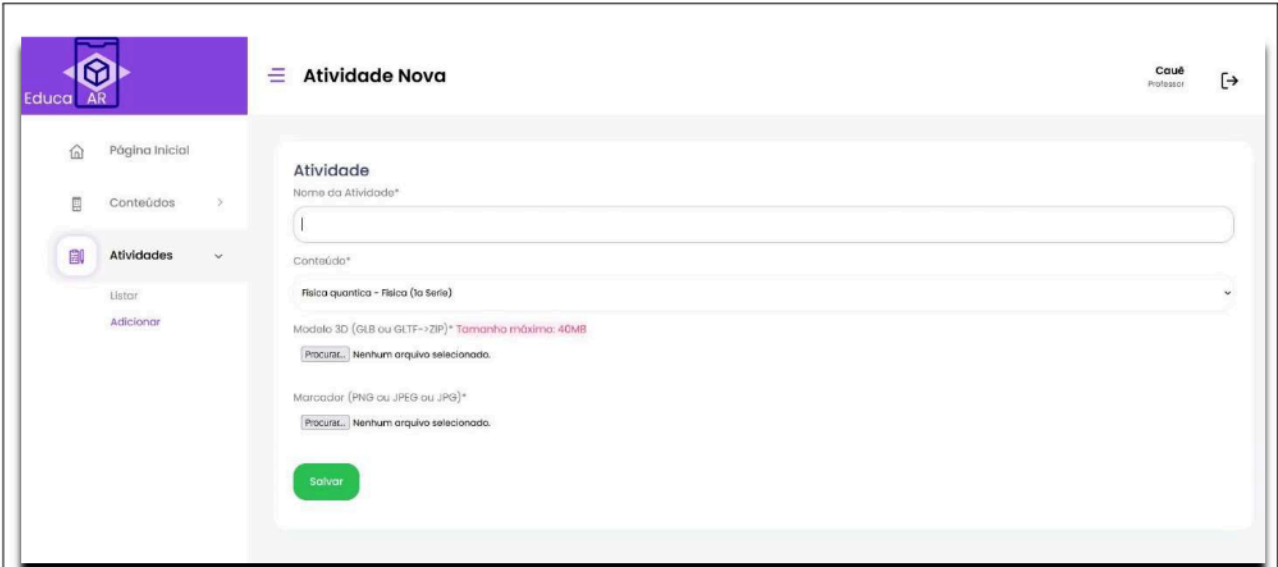 Educa AR
Atividade Nova
Cauê
Professor
Página Inicial
Conteúdos
Atividades
Listar
Adicionar
Atividade
Nome da Atividade*
Conteúdo*
Fisica quantica - Fisica (1a Serie)
Modelo 3D (GLB ou GLTF->ZIP)* Tamanho máximo: 40MB
Procurar... Nenhum arquivo selecionado.
Marcador (PNG ou JPEG ou JPG)*
Procurar... Nenhum arquivo selecionado.
Salvar